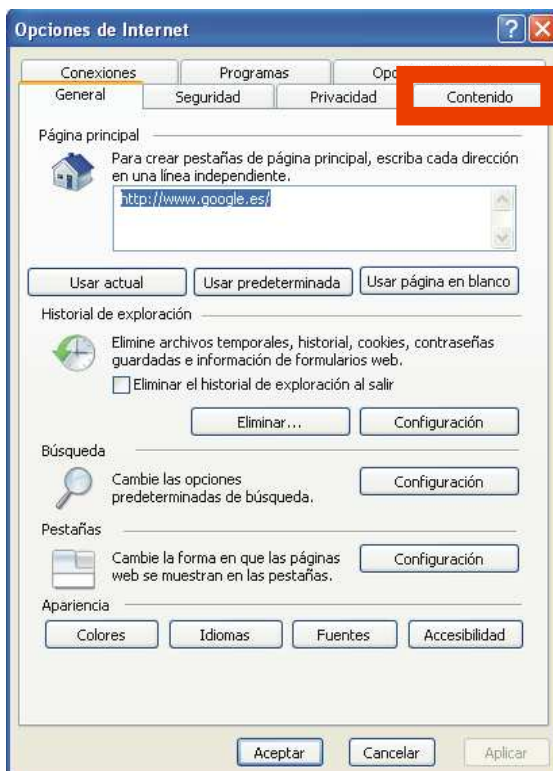 Opciones de Internet
Conexiones
Programas
General
Seguridad
Privacidad
Contenido
Página principal
Para crear pestañas de página principal, escriba cada dirección
en una línea independiente.
http://www.google.es/
Usar actual
Usar predeterminada
Usar página en blanco
Historial de exploración
Elimine archivos temporales, historial, cookies, contraseñas
guardadas e información de formularios web.
Eliminar el historial de exploración al salir
Eliminar...
Configuración
Búsqueda
Cambie las opciones
predeterminadas de búsqueda.
Configuración
Pestañas
Cambie la forma en que las páginas
web se muestran en las pestañas.
Configuración
Apariencia
Colores
Idiomas
Fuentes
Accesibilidad
Aceptar
Cancelar
Aplicar